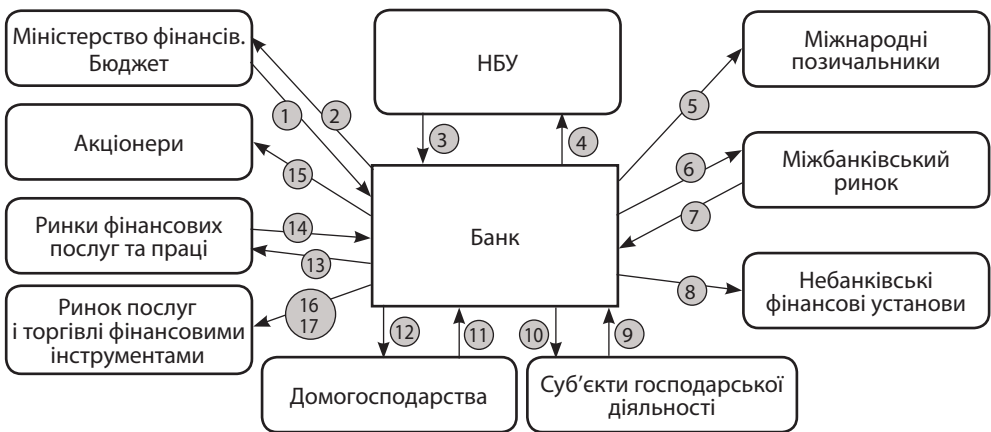 Міністерство фінансів.
Бюджет
НБУ
Міжнародні
позичальники
1
2
3
4
5
Акціонери
15
6
Міжбанківський
ринок
7
Ринки фінансових
послуг та праці
14
13
Банк
8
Небанківські
фінансові установи
Ринок послуг
і торгівлі фінансовими
інструментами
16
17
12
11
10
9
Домогосподарства
Суб’єкти господарської
діяльності